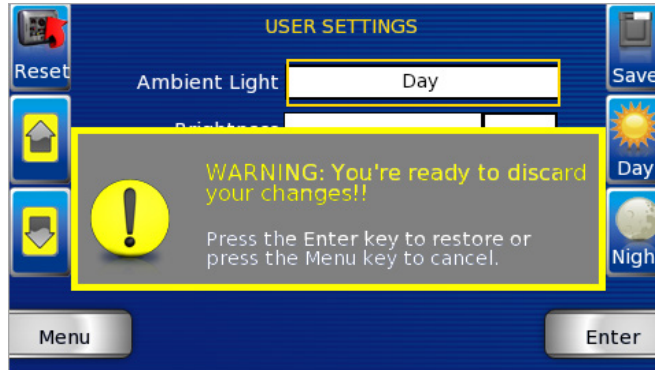 USER SETTINGS
Reset
Save
Ambient Light
Day
WARNING: You're ready to discard
your changes!!
Day
Press the Enter key to restore or
press the Menu key to cancel.
Nigh
Menu
Enter